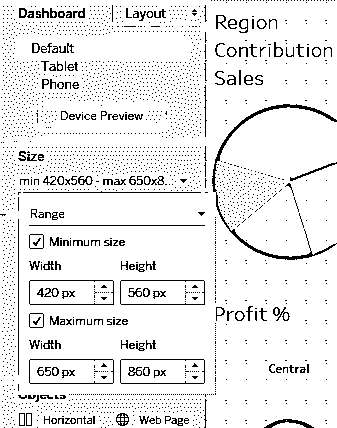 Dashboard Layout
Default
Tablet
Phone
Device Preview
Size
min 420x560 - max 650x8...
Range
Minimum size
Width Height
420 px 560 px
Maximum size
Width Height
650 px 860 px
Objects
Horizontal Web Page
Region
Contribution
Sales
Profit %
Central